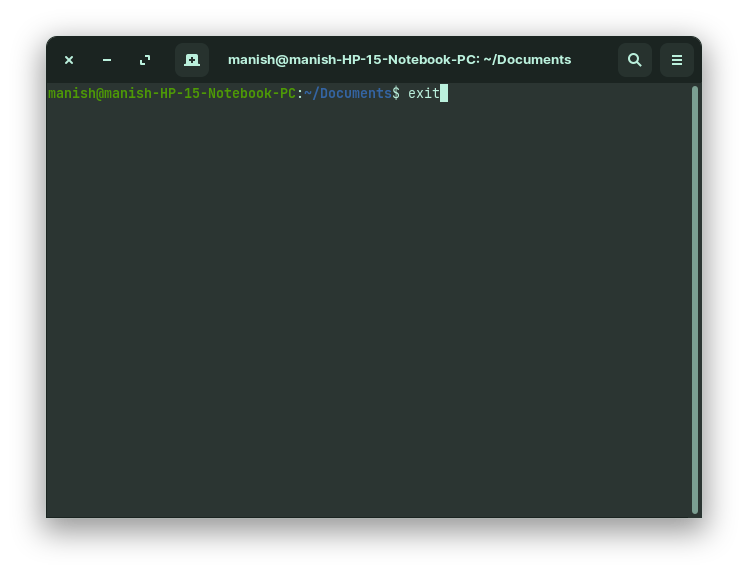 manish@manish-HP-15-Notebook-PC: ~/Documents
manish@manish-HP-15-Notebook-PC:~/Documents$ exit